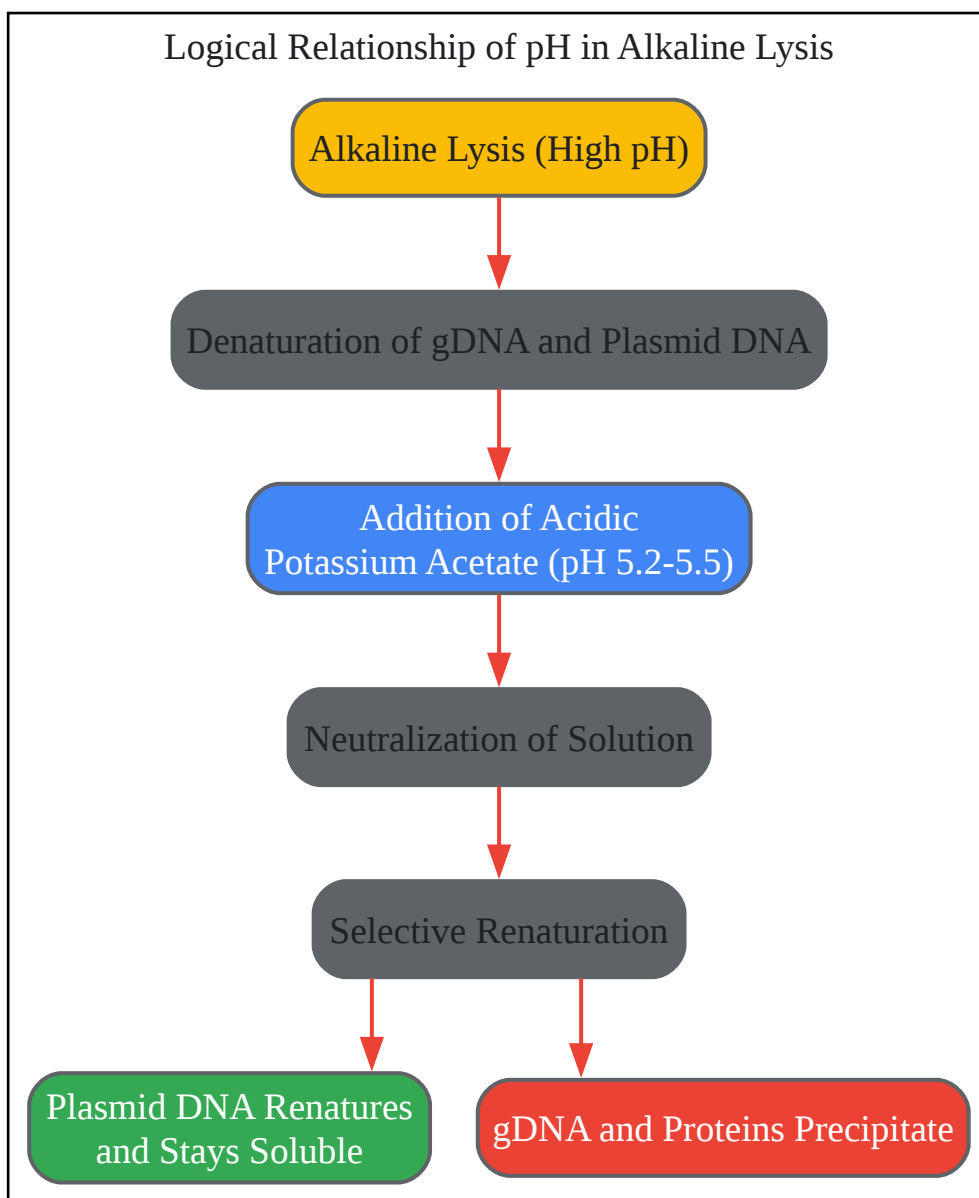 Logical Relationship of pH in Alkaline Lysis
Alkaline Lysis (High pH)
Denaturation of gDNA and Plasmid DNA
Addition of Acidic
Potassium Acetate (pH 5.2-5.5)
Neutralization of Solution
Selective Renaturation
Plasmid DNA Renatures
and Stays Soluble
gDNA and Proteins Precipitate